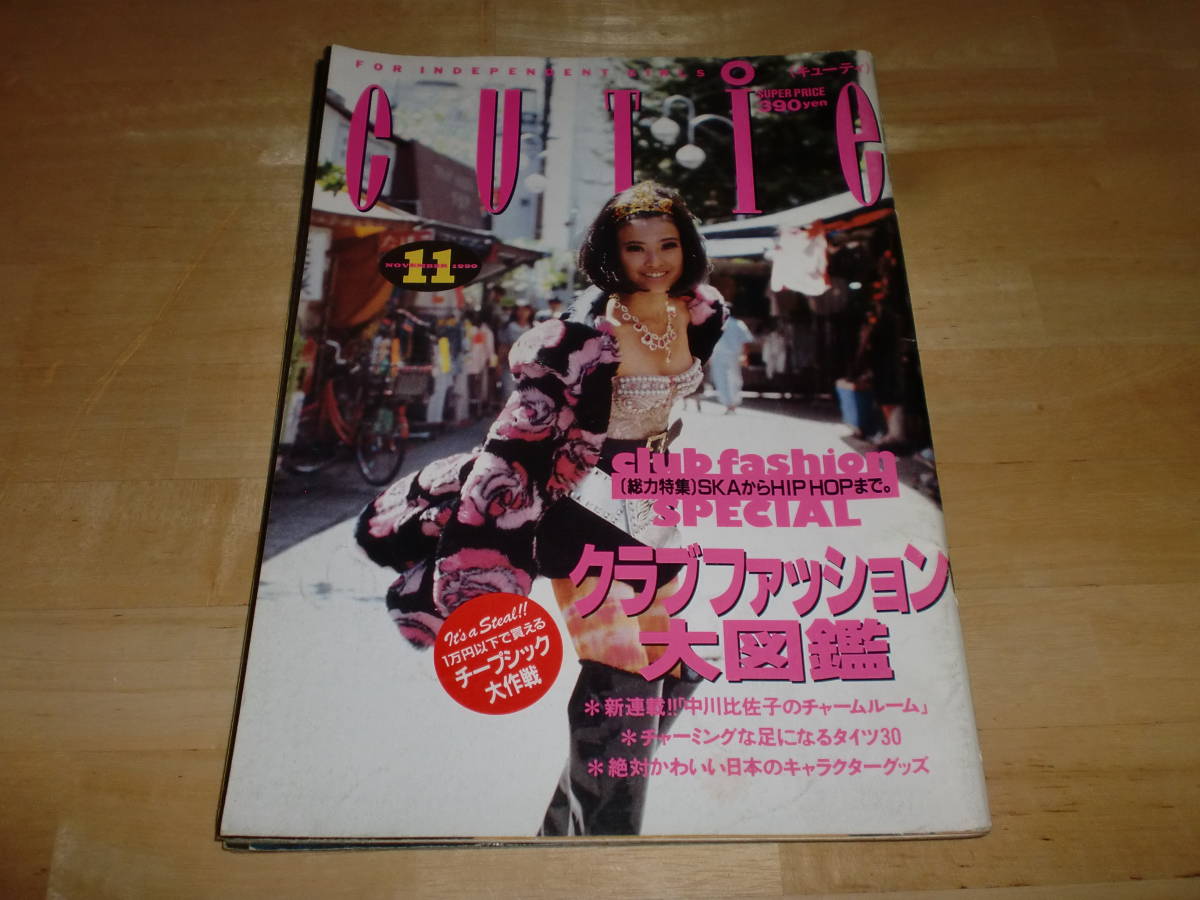 FOR INDEPENDENT GIRLS
(キューティ)
cUTie
SUPER PRICE
390yen
11
NOVEMBER 1990
club fashion
〔総力特集〕SKAからHIP HOPまで。
SPECIAL
クラブファッション
大図鑑
It's a Steal!!
1万円以下で買える
チープシック
大作戦
＊新連載!!「中川比佐子のチャームルーム」
＊チャーミングな足になるタイツ30
＊絶対かわいい日本のキャラクターグッズ